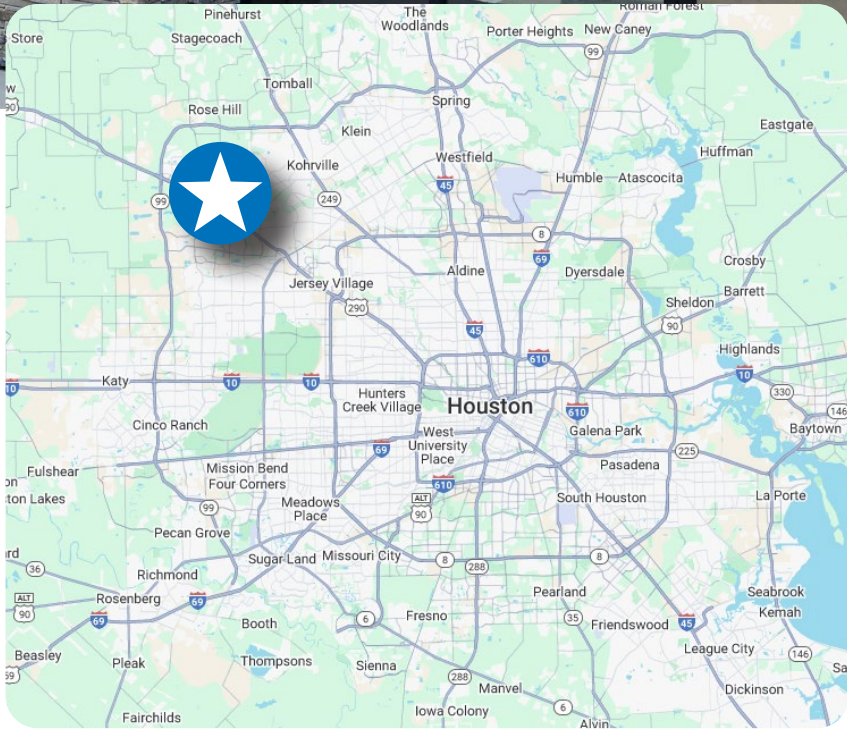 Pinehurst
The
Woodlands
Roman Forest
Store
Stagecoach
Porter Heights
New Caney
99
Tomball
90
Rose Hill
Spring
Klein
Eastgate
Kohrville
Westfield
Huffman
45
Humble
Atascocita
99
249
8
69
Aldine
Dyersdale
Crosby
Jersey Village
Barrett
290
Sheldon
45
90
610
Highlands
10
Katy
10
10
10
330
Hunters
Creek Village
Houston
610
146
Cinco Ranch
West
University
Place
Galena Park
Baytown
69
225
Fulshear
Mission Bend
Four Corners
Pasadena
610
ton Lakes
Meadows
Place
ALT
90
South Houston
La Porte
99
Pecan Grove
Sugar Land
Missouri City
8
8
288
36
Richmond
ALT
90
Rosenberg
69
69
Pearland
Seabrook
Kemah
Booth
6
Fresno
35
Friendswood
45
Beasley
Pleak
Thompsons
Sienna
League City
146
69
288
Manvel
Dickinson
Fairchilds
Iowa Colony
6
Alvin